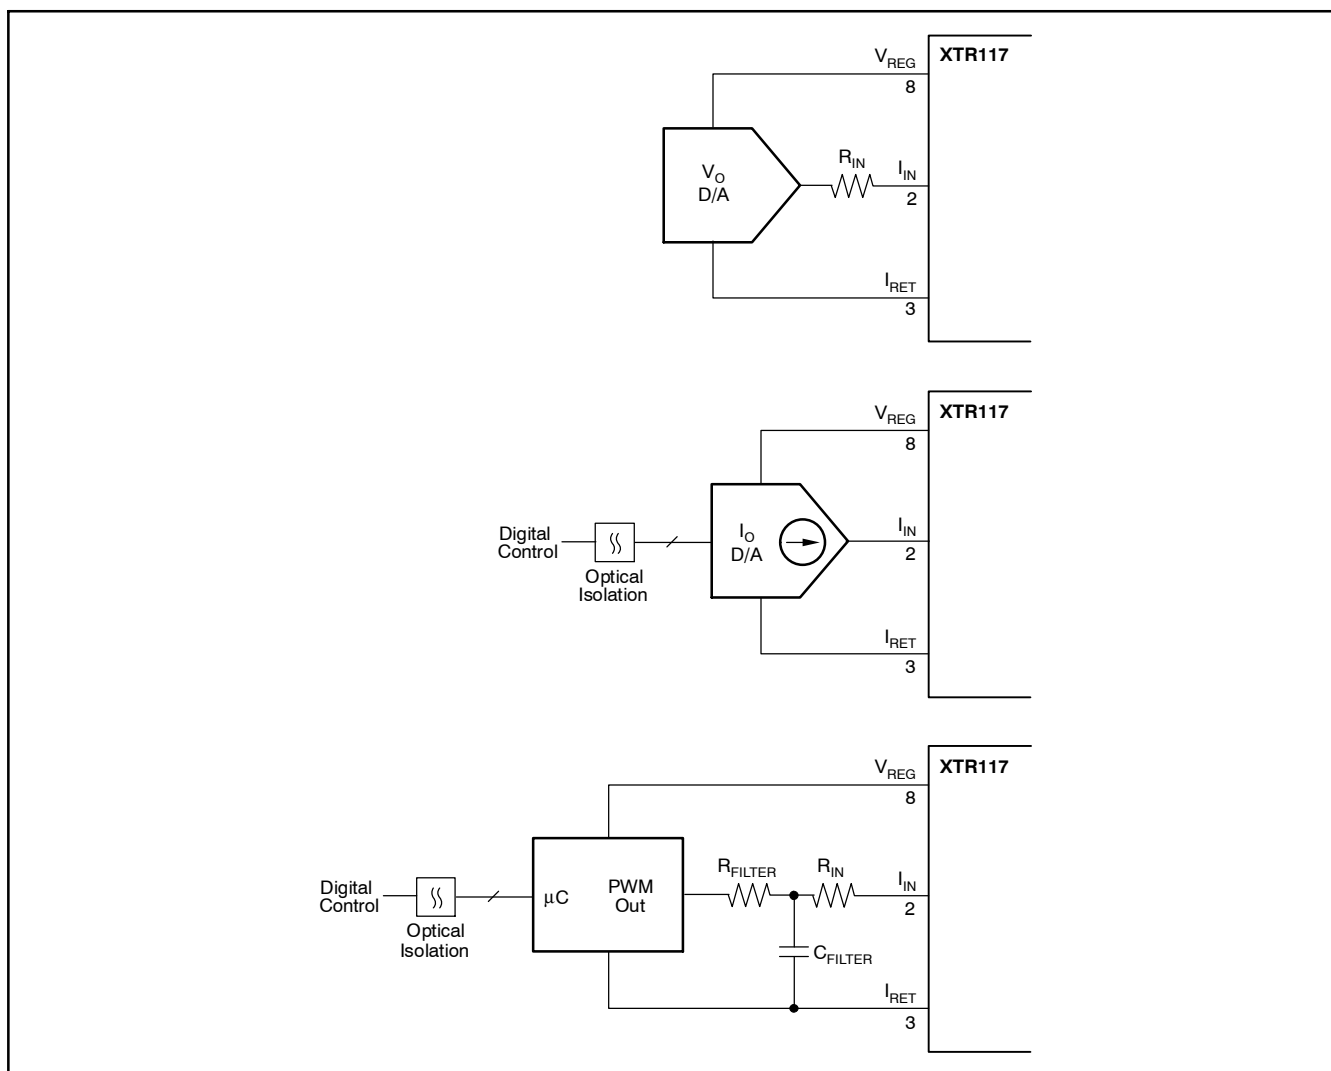 XTR117
V_REG
8
R_IN
I_IN
2
V_O
D/A
I_RET
3
XTR117
V_REG
8
Digital
Control
Optical
Isolation
I_O
D/A
I_IN
2
I_RET
3
XTR117
V_REG
8
Digital
Control
Optical
Isolation
µC
PWM
Out
R_FILTER
R_IN
I_IN
2
C_FILTER
I_RET
3